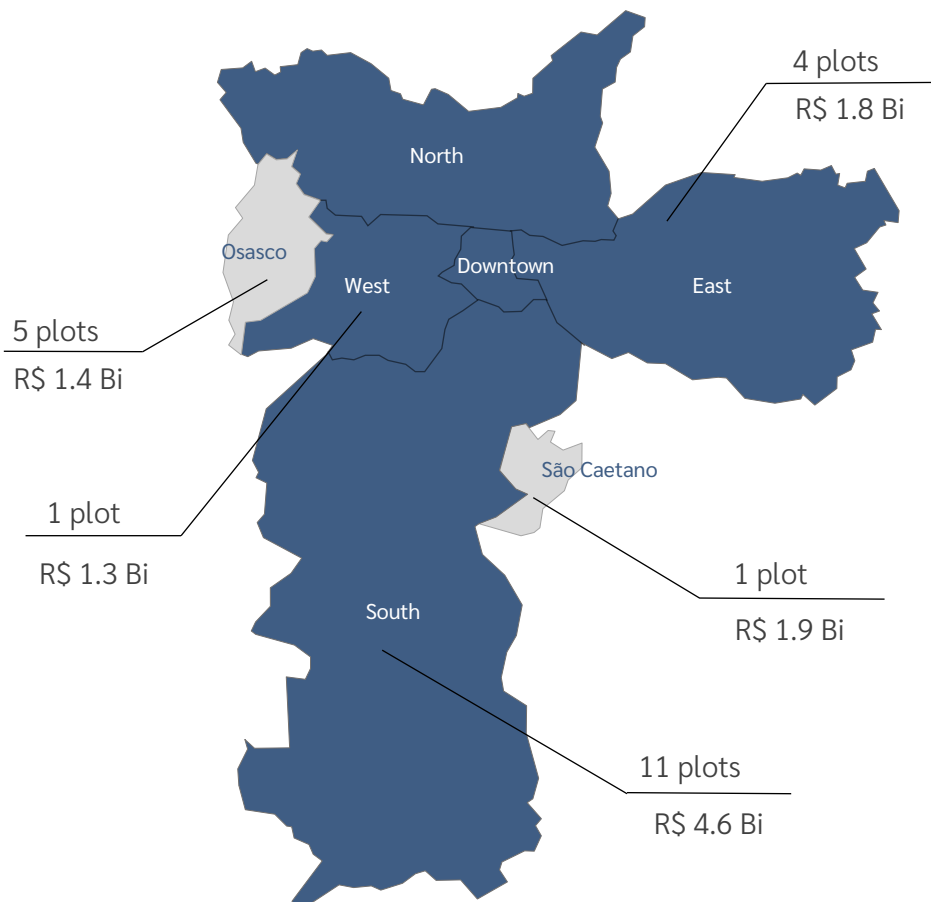 4 plots
R$ 1.8 Bi
North
Osasco
Downtown
West
East
5 plots
R$ 1.4 Bi
São Caetano
1 plot
R$ 1.3 Bi
1 plot
R$ 1.9 Bi
South
11 plots
R$ 4.6 Bi